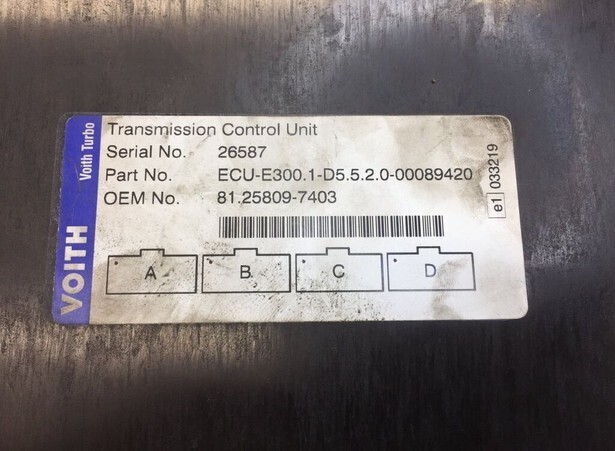 Transmission Control Unit
Serial No. 26587
Part No. ECU-E300.1-D5.5.2.0-00089420
OEM No. 81.25809-7403
A B C D
VOITH Voith Turbo
e1 033219